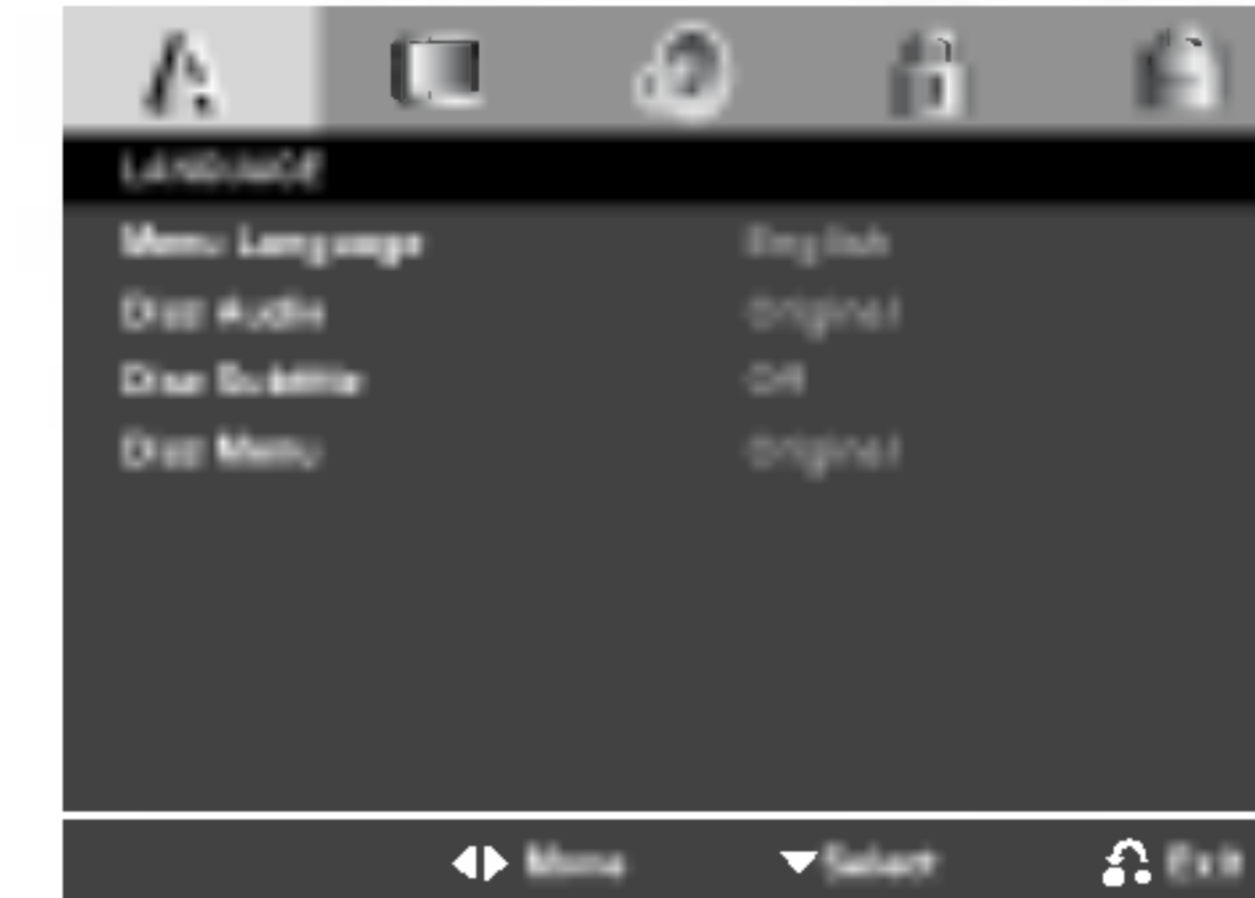 LANGUAGE
Menu Language English
Disc Audio Original
Disc Subtitle Off
Disc Menu Original
Move Select Exit